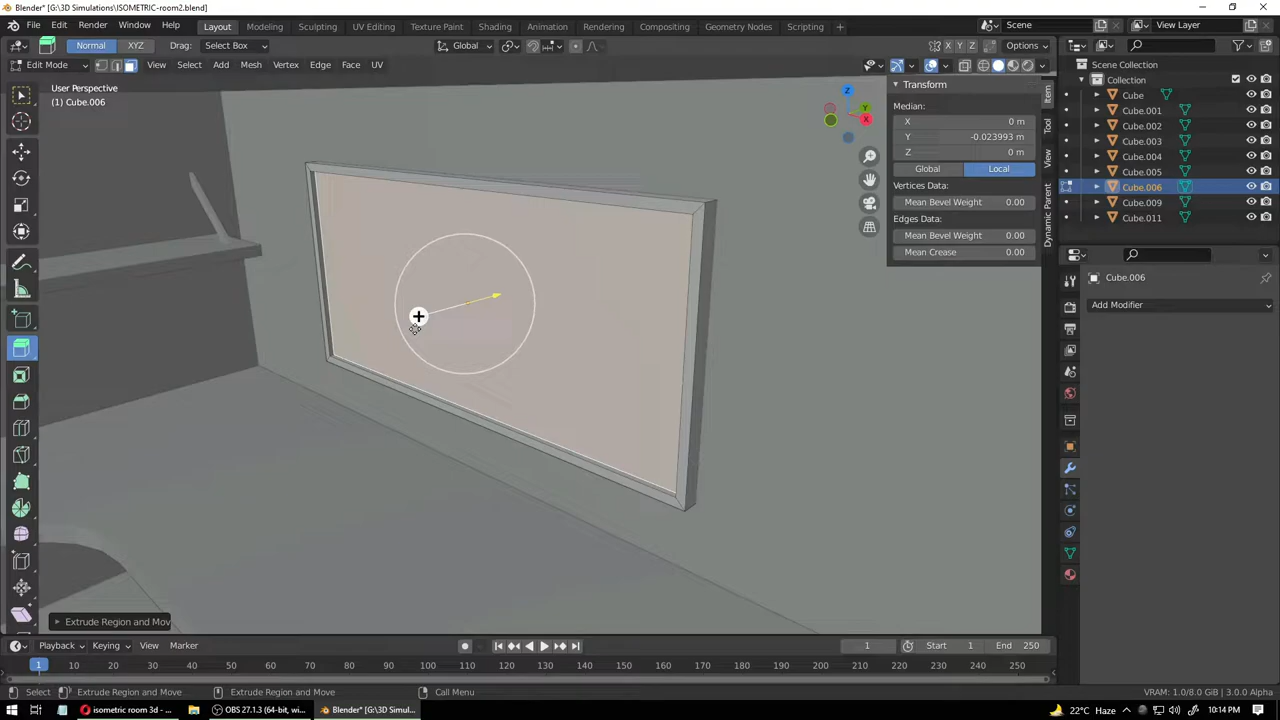 Blender* [G:\3D Simulations\ISOMETRIC-room2.blend]
File Edit Render Window Help Layout Modeling Sculpting UV Editing Texture Paint Shading Animation Rendering Compositing Geometry Nodes Scripting + Scene View Layer
Normal XYZ Drag: Select Box Global X Y Z Options
Edit Mode View Select Add Mesh Vertex Edge Face UV
User Perspective
(1) Cube.006
Z
Y
X
Transform
Median:
X 0 m
Y -0.023993 m
Z 0 m
Global Local
Vertices Data:
Mean Bevel Weight 0.00
Edges Data:
Mean Bevel Weight 0.00
Mean Crease 0.00
Item
Tool
View
Dynamic Parent
Scene Collection
Collection
Cube
Cube.001
Cube.002
Cube.003
Cube.004
Cube.005
Cube.006
Cube.009
Cube.011
Cube.006
Add Modifier
Extrude Region and Mov
Playback Keying View Marker 1 Start 1 End 250
1 10 20 30 40 50 60 70 80 90 100 110 120 130 140 150 160 170 180 190 200 210 220 230 240 250
Select Extrude Region and Move Extrude Region and Move Call Menu VRAM: 1.0/8.0 GiB | 3.0.0 Alpha
isometric room 3d - ... OBS 27.1.3 (64-bit, wi... Blender* [G:\3D Simul... 22°C Haze 10:14 PM